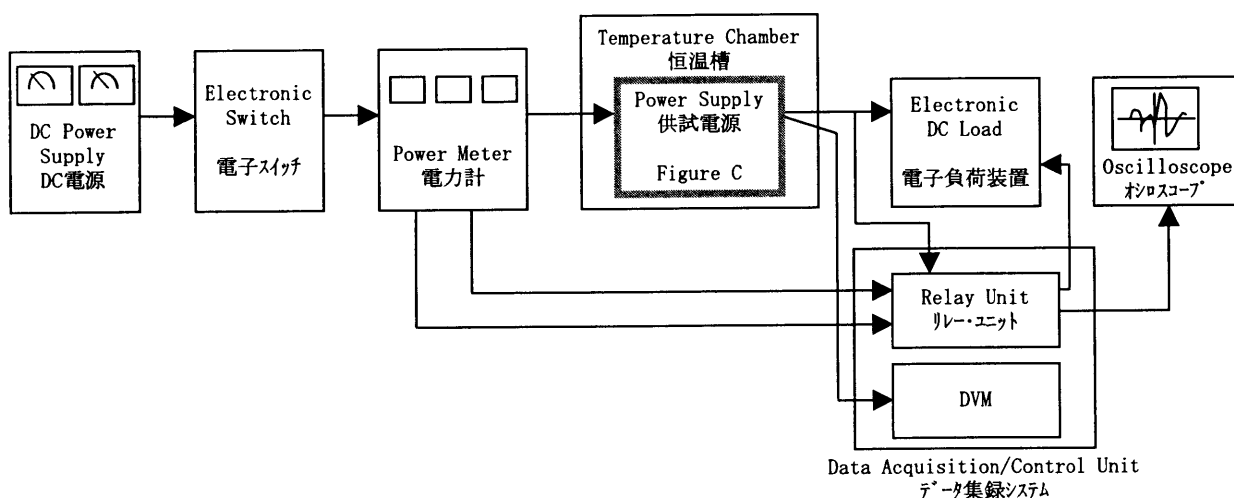 DC Power
Supply
DC電源
Electronic
Switch
電子スイッチ
Power Meter
電力計
Temperature Chamber
恒温槽
Power Supply
供試電源
Figure C
Electronic
DC Load
電子負荷装置
Oscilloscope
オシロスコープ
Relay Unit
リレー・ユニット
DVM
Data Acquisition/Control Unit
データ集録システム